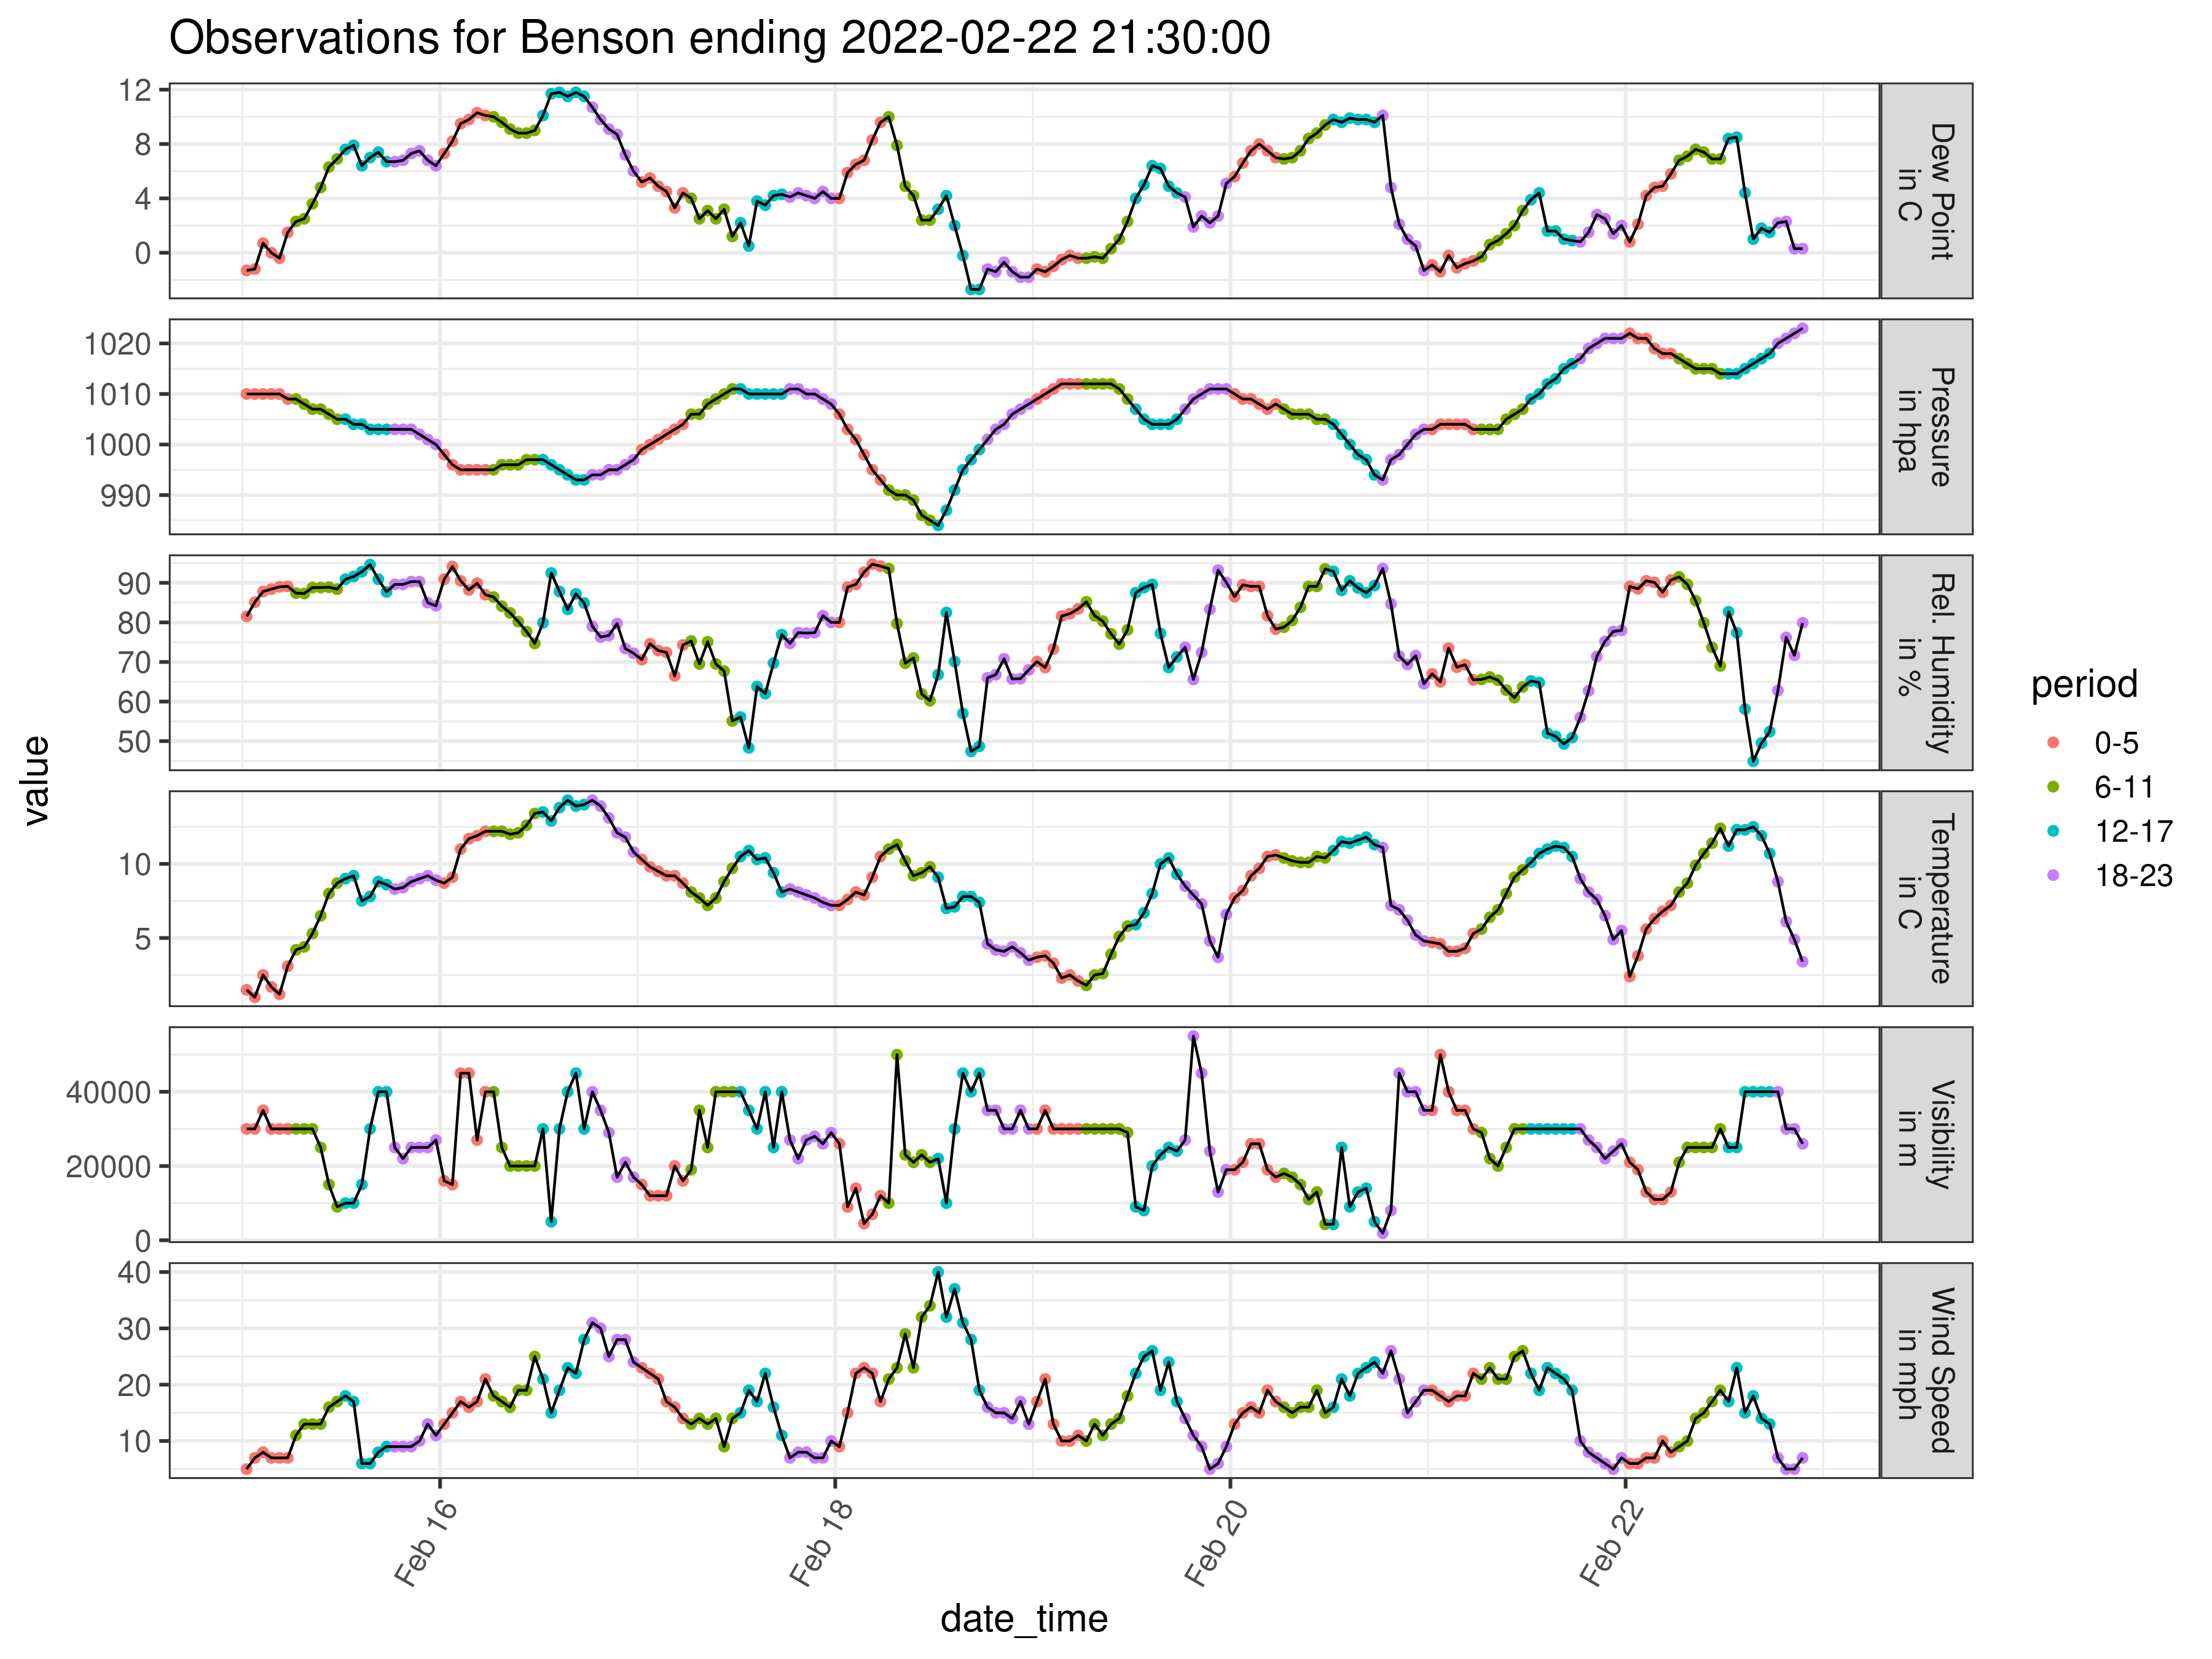 Observations for Benson ending 2022-02-22 21:30:00
12
8
4
0
Dew Point
in C
1020
1010
1000
990
Pressure
in hpa
90
80
70
60
50
Rel. Humidity
in %
10
5
Temperature
in C
40000
20000
0
Visibility
in m
40
30
20
10
Wind Speed
in mph
value
Feb 16
Feb 18
Feb 20
Feb 22
date_time
period
0-5
6-11
12-17
18-23